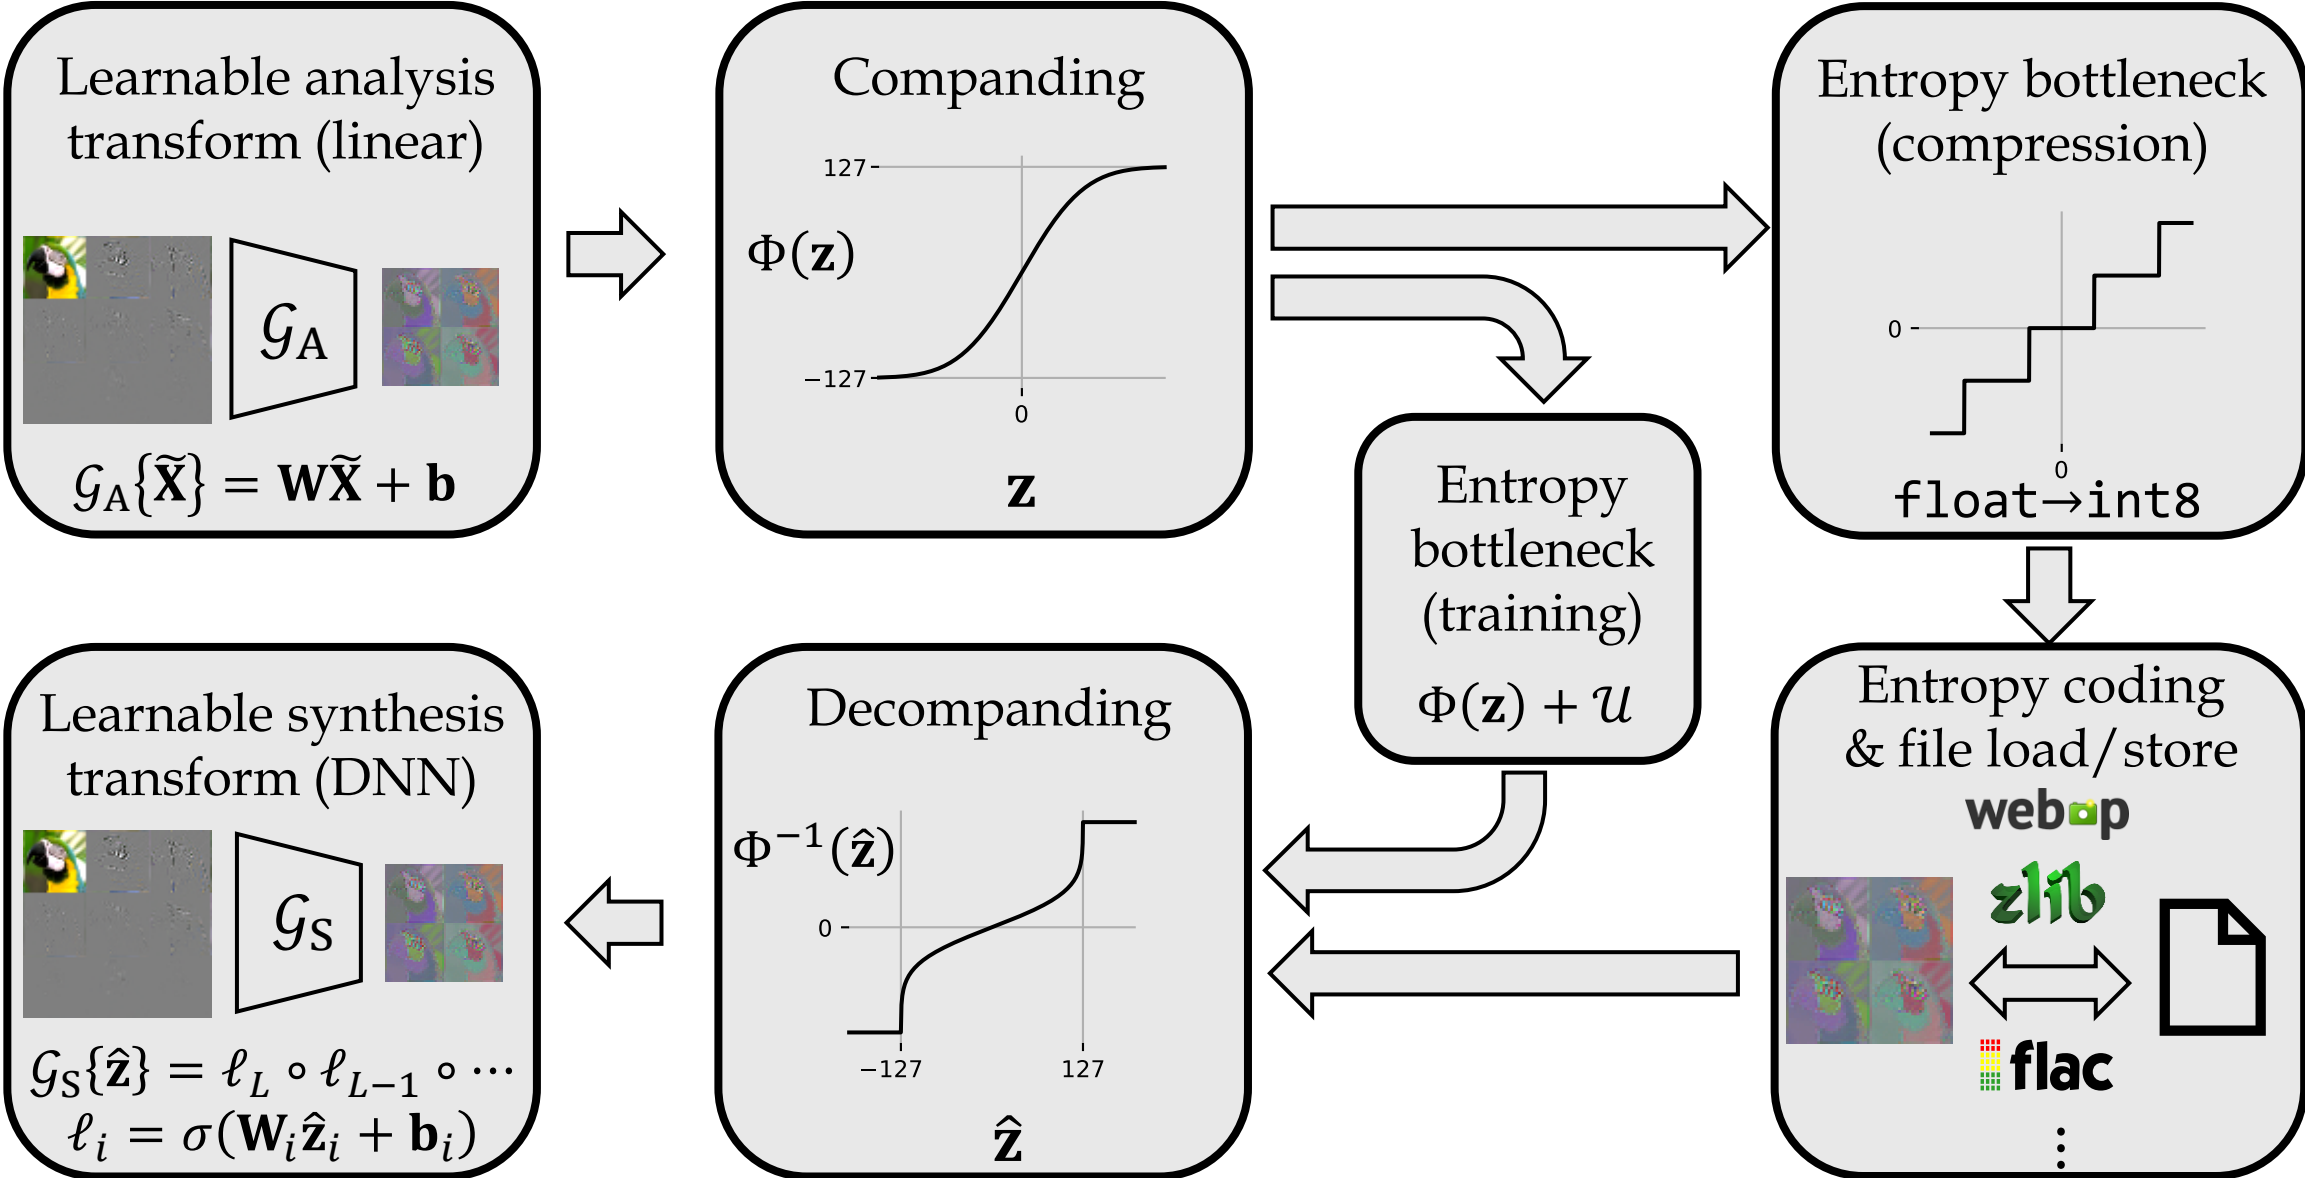 Learnable analysis
transform (linear)
𝒢A
𝒢A{X̃} = WX̃ + b
Companding
127
Φ(z)
−127
0
z
Entropy bottleneck
(compression)
0
0
float→int8
Entropy
bottleneck
(training)
Φ(z) + 𝒰
Entropy coding
& file load/store
webp
zlib
flac
⋮
Decompanding
Φ⁻¹(ẑ)
0
−127
127
ẑ
Learnable synthesis
transform (DNN)
𝒢S
𝒢S{ẑ} = ℓL ∘ ℓL−1 ∘ ⋯
ℓi = σ(Wiẑi + bi)